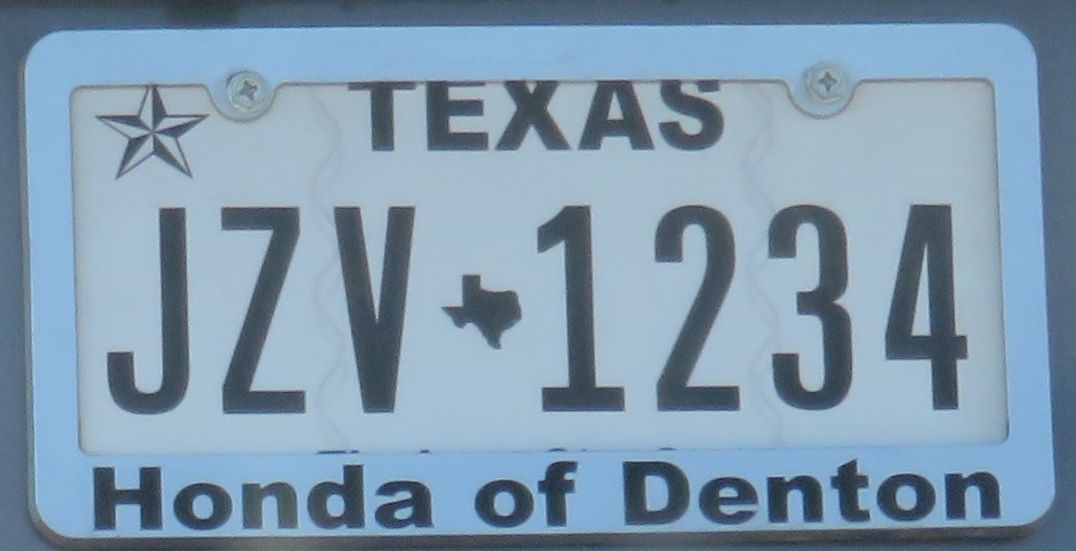 TEXAS
JZV 1234
Honda of Denton